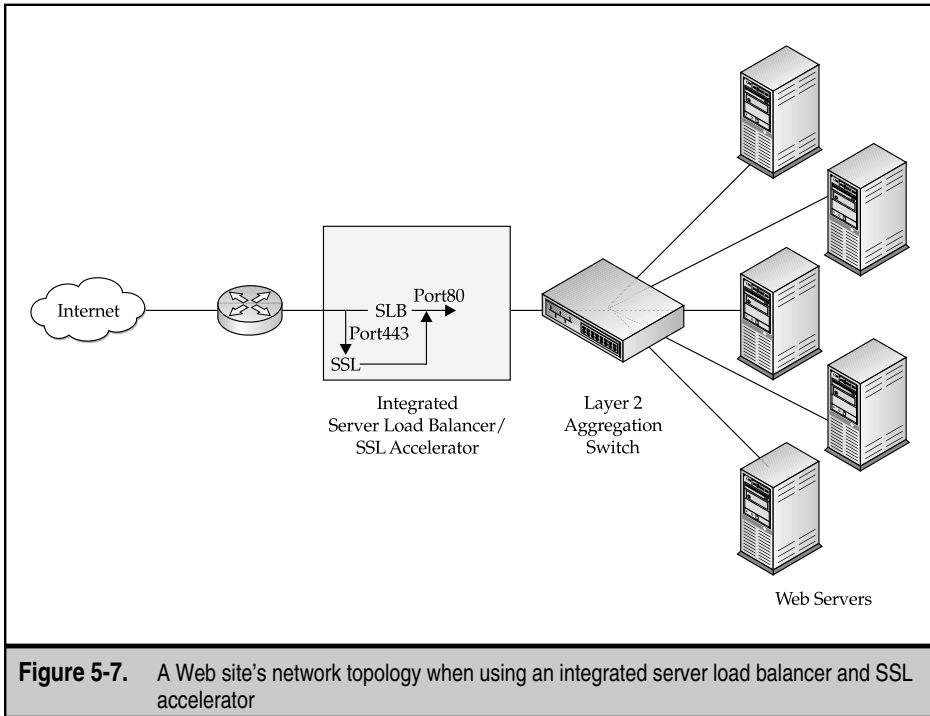 Internet
SLB
Port80
Port443
SSL
Integrated
Server Load Balancer/
SSL Accelerator
Layer 2
Aggregation
Switch
Web Servers
Figure 5-7. A Web site's network topology when using an integrated server load balancer and SSL
accelerator